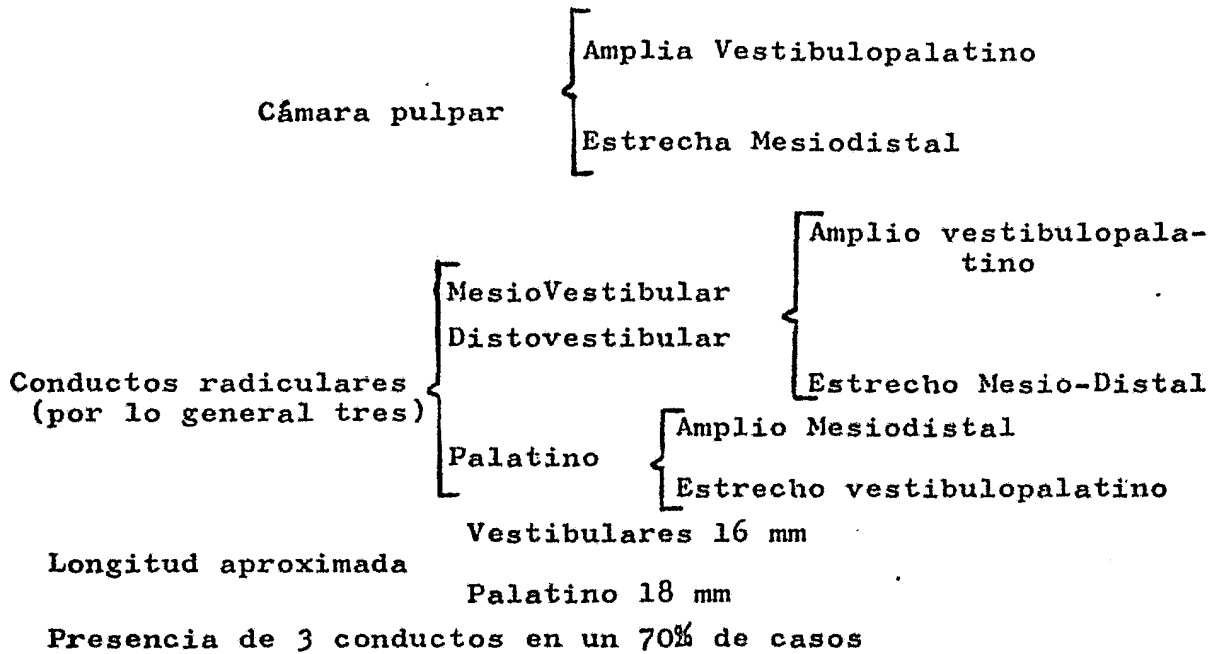 Amplia Vestibulopalatino
Cámara pulpar
Estrecha Mesiodistal
Amplio vestibulopala-
tino
MesioVestibular
Distovestibular
Estrecho Mesio-Distal
Conductos radiculares
(por lo general tres)
Amplio Mesiodistal
Palatino
Estrecho vestibulopalatino
Vestibulares 16 mm
Longitud aproximada
Palatino 18 mm
Presencia de 3 conductos en un 70% de casos